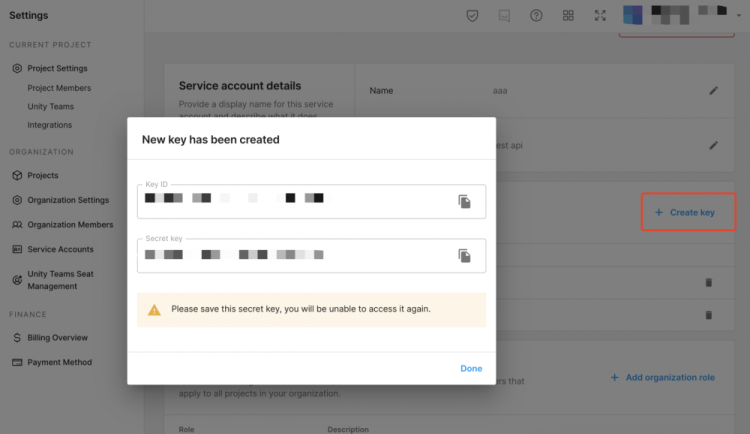 Settings
CURRENT PROJECT
Project Settings
Project Members
Unity Teams
Integrations
ORGANIZATION
Projects
Organization Settings
Organization Members
Service Accounts
Unity Teams Seat
Management
FINANCE
Billing Overview
Payment Method
Service account details
Provide a display name for this service
account and describe what it does
Name
aaa
est api
New key has been created
Key ID
Secret key
Please save this secret key, you will be unable to access it again.
Done
Create key
ers that
apply to all projects in your organization.
Add organization role
Role
Description